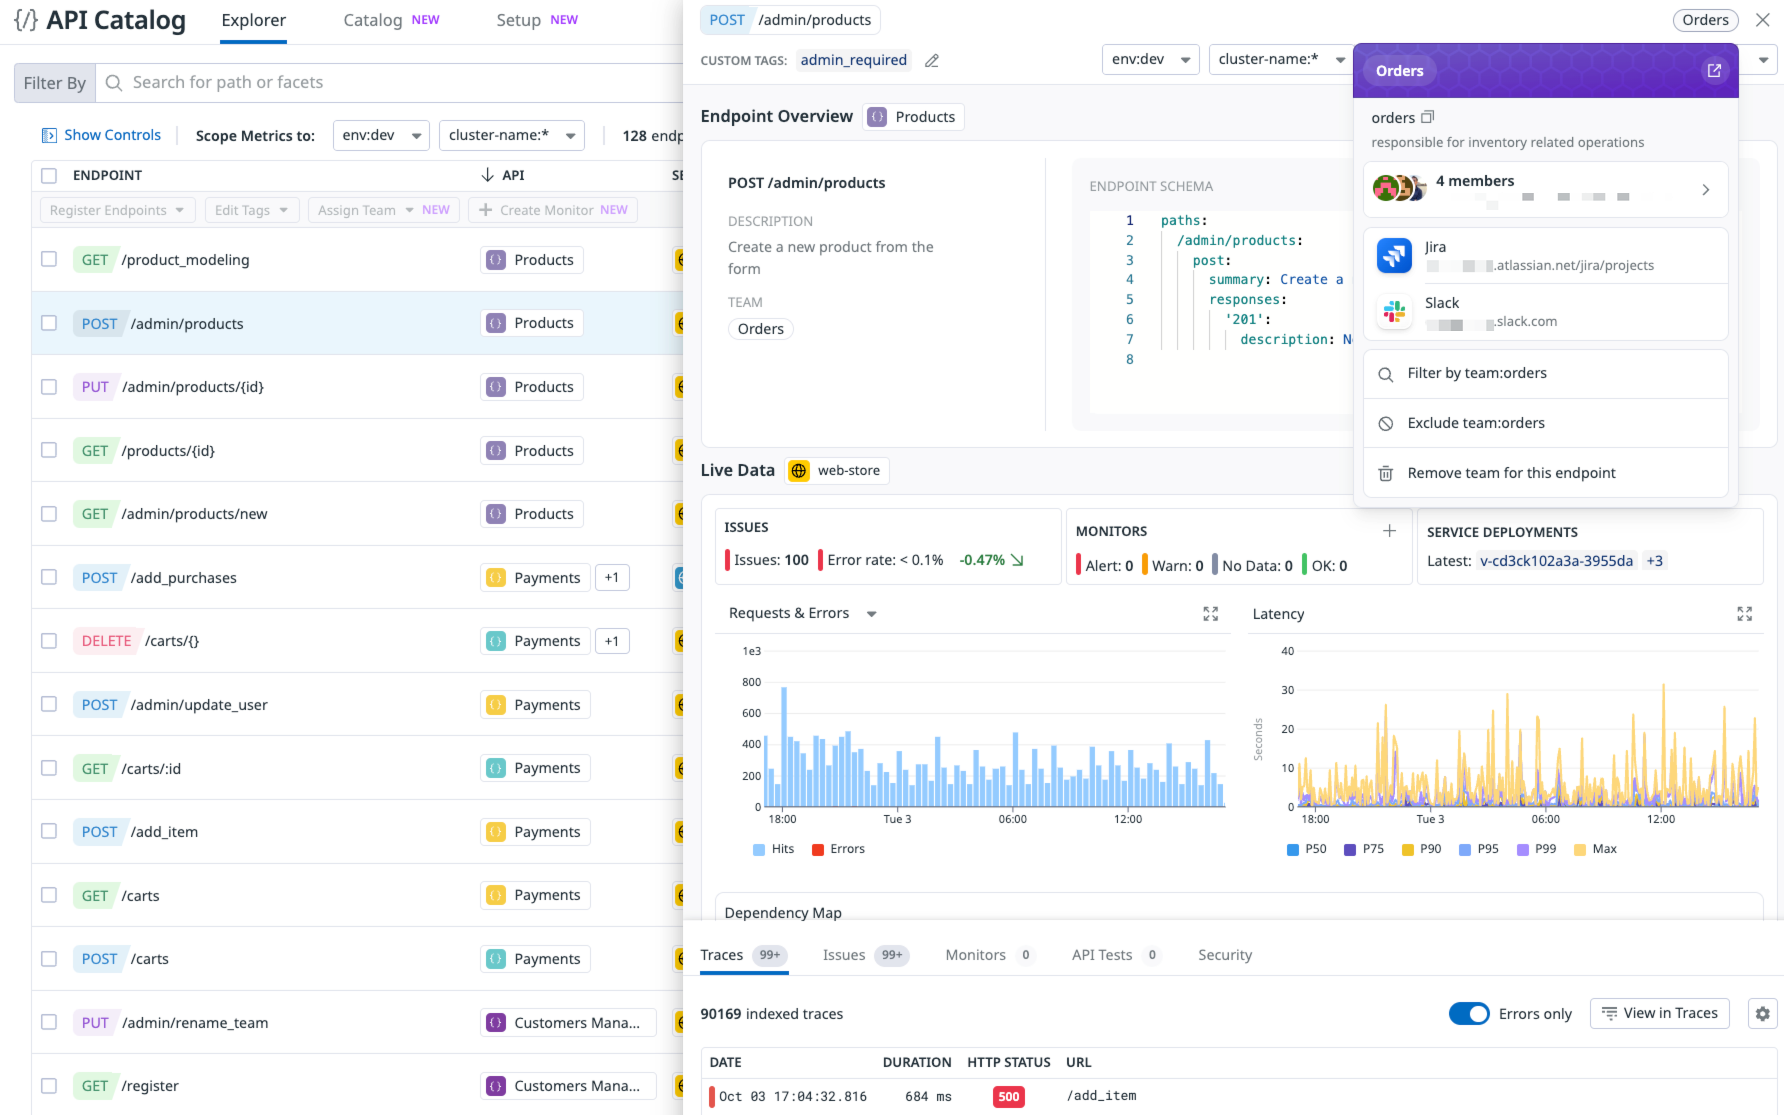 {/} API Catalog
Explorer
Catalog NEW
Setup NEW
Filter By
Search for path or facets
Show Controls
Scope Metrics to:
env:dev
cluster-name:*
128 endp
ENDPOINT
API
SE
Register Endpoints
Edit Tags
Assign Team NEW
Create Monitor NEW
GET /product_modeling
Products
POST /admin/products
Products
PUT /admin/products/{id}
Products
GET /products/{id}
Products
GET /admin/products/new
Products
POST /add_purchases
Payments +1
DELETE /carts/{}
Payments +1
POST /admin/update_user
Payments
GET /carts/:id
Payments
POST /add_item
Payments
GET /carts
Payments
POST /carts
Payments
PUT /admin/rename_team
Customers Mana...
GET /register
Customers Mana...
POST /admin/products
Orders
CUSTOM TAGS: admin_required
env:dev
cluster-name:*
Endpoint Overview
Products
POST /admin/products
DESCRIPTION
Create a new product from the
form
TEAM
Orders
ENDPOINT SCHEMA
1 paths:
2 /admin/products:
3 post:
4 summary: Create a
5 responses:
6 '201':
7 description: N
8
Orders
orders
responsible for inventory related operations
4 members
Jira
.atlassian.net/jira/projects
Slack
.slack.com
Filter by team:orders
Exclude team:orders
Remove team for this endpoint
Live Data
web-store
ISSUES
Issues: 100
Error rate: < 0.1%
-0.47%
MONITORS
Alert: 0
Warn: 0
No Data: 0
OK: 0
SERVICE DEPLOYMENTS
Latest: v-cd3ck102a3a-3955da +3
Requests & Errors
1e3
800
600
400
200
0
18:00
Tue 3
06:00
12:00
Hits
Errors
Latency
Seconds
40
30
20
10
0
18:00
Tue 3
06:00
12:00
P50
P75
P90
P95
P99
Max
Dependency Map
Traces 99+
Issues 99+
Monitors 0
API Tests 0
Security
90169 indexed traces
Errors only
View in Traces
DATE
DURATION
HTTP STATUS
URL
Oct 03 17:04:32.816
684 ms
500
/add_item